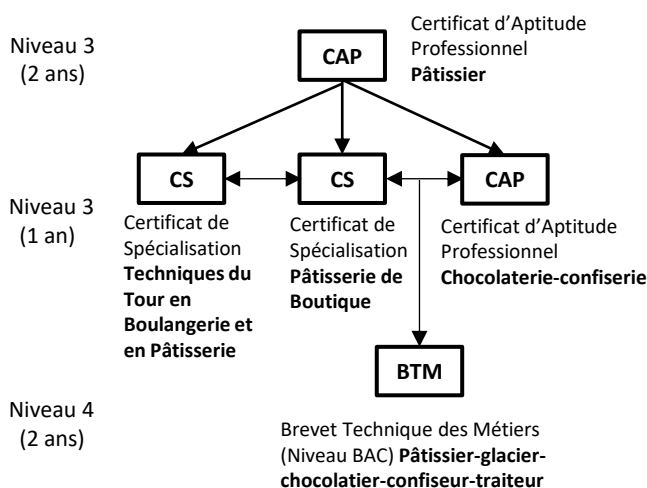 Niveau 3
(2 ans)
CAP
Certificat d’Aptitude
Professionnel
Pâtissier
Niveau 3
(1 an)
CS
Certificat de
Spécialisation
Techniques du
Tour en
Boulangerie et
en Pâtisserie
CS
Certificat de
Spécialisation
Pâtisserie de
Boutique
CAP
Certificat d’Aptitude
Professionnel
Chocolaterie-confiserie
Niveau 4
(2 ans)
BTM
Brevet Technique des Métiers
(Niveau BAC) Pâtissier-glacier-
chocolatier-confiseur-traiteur